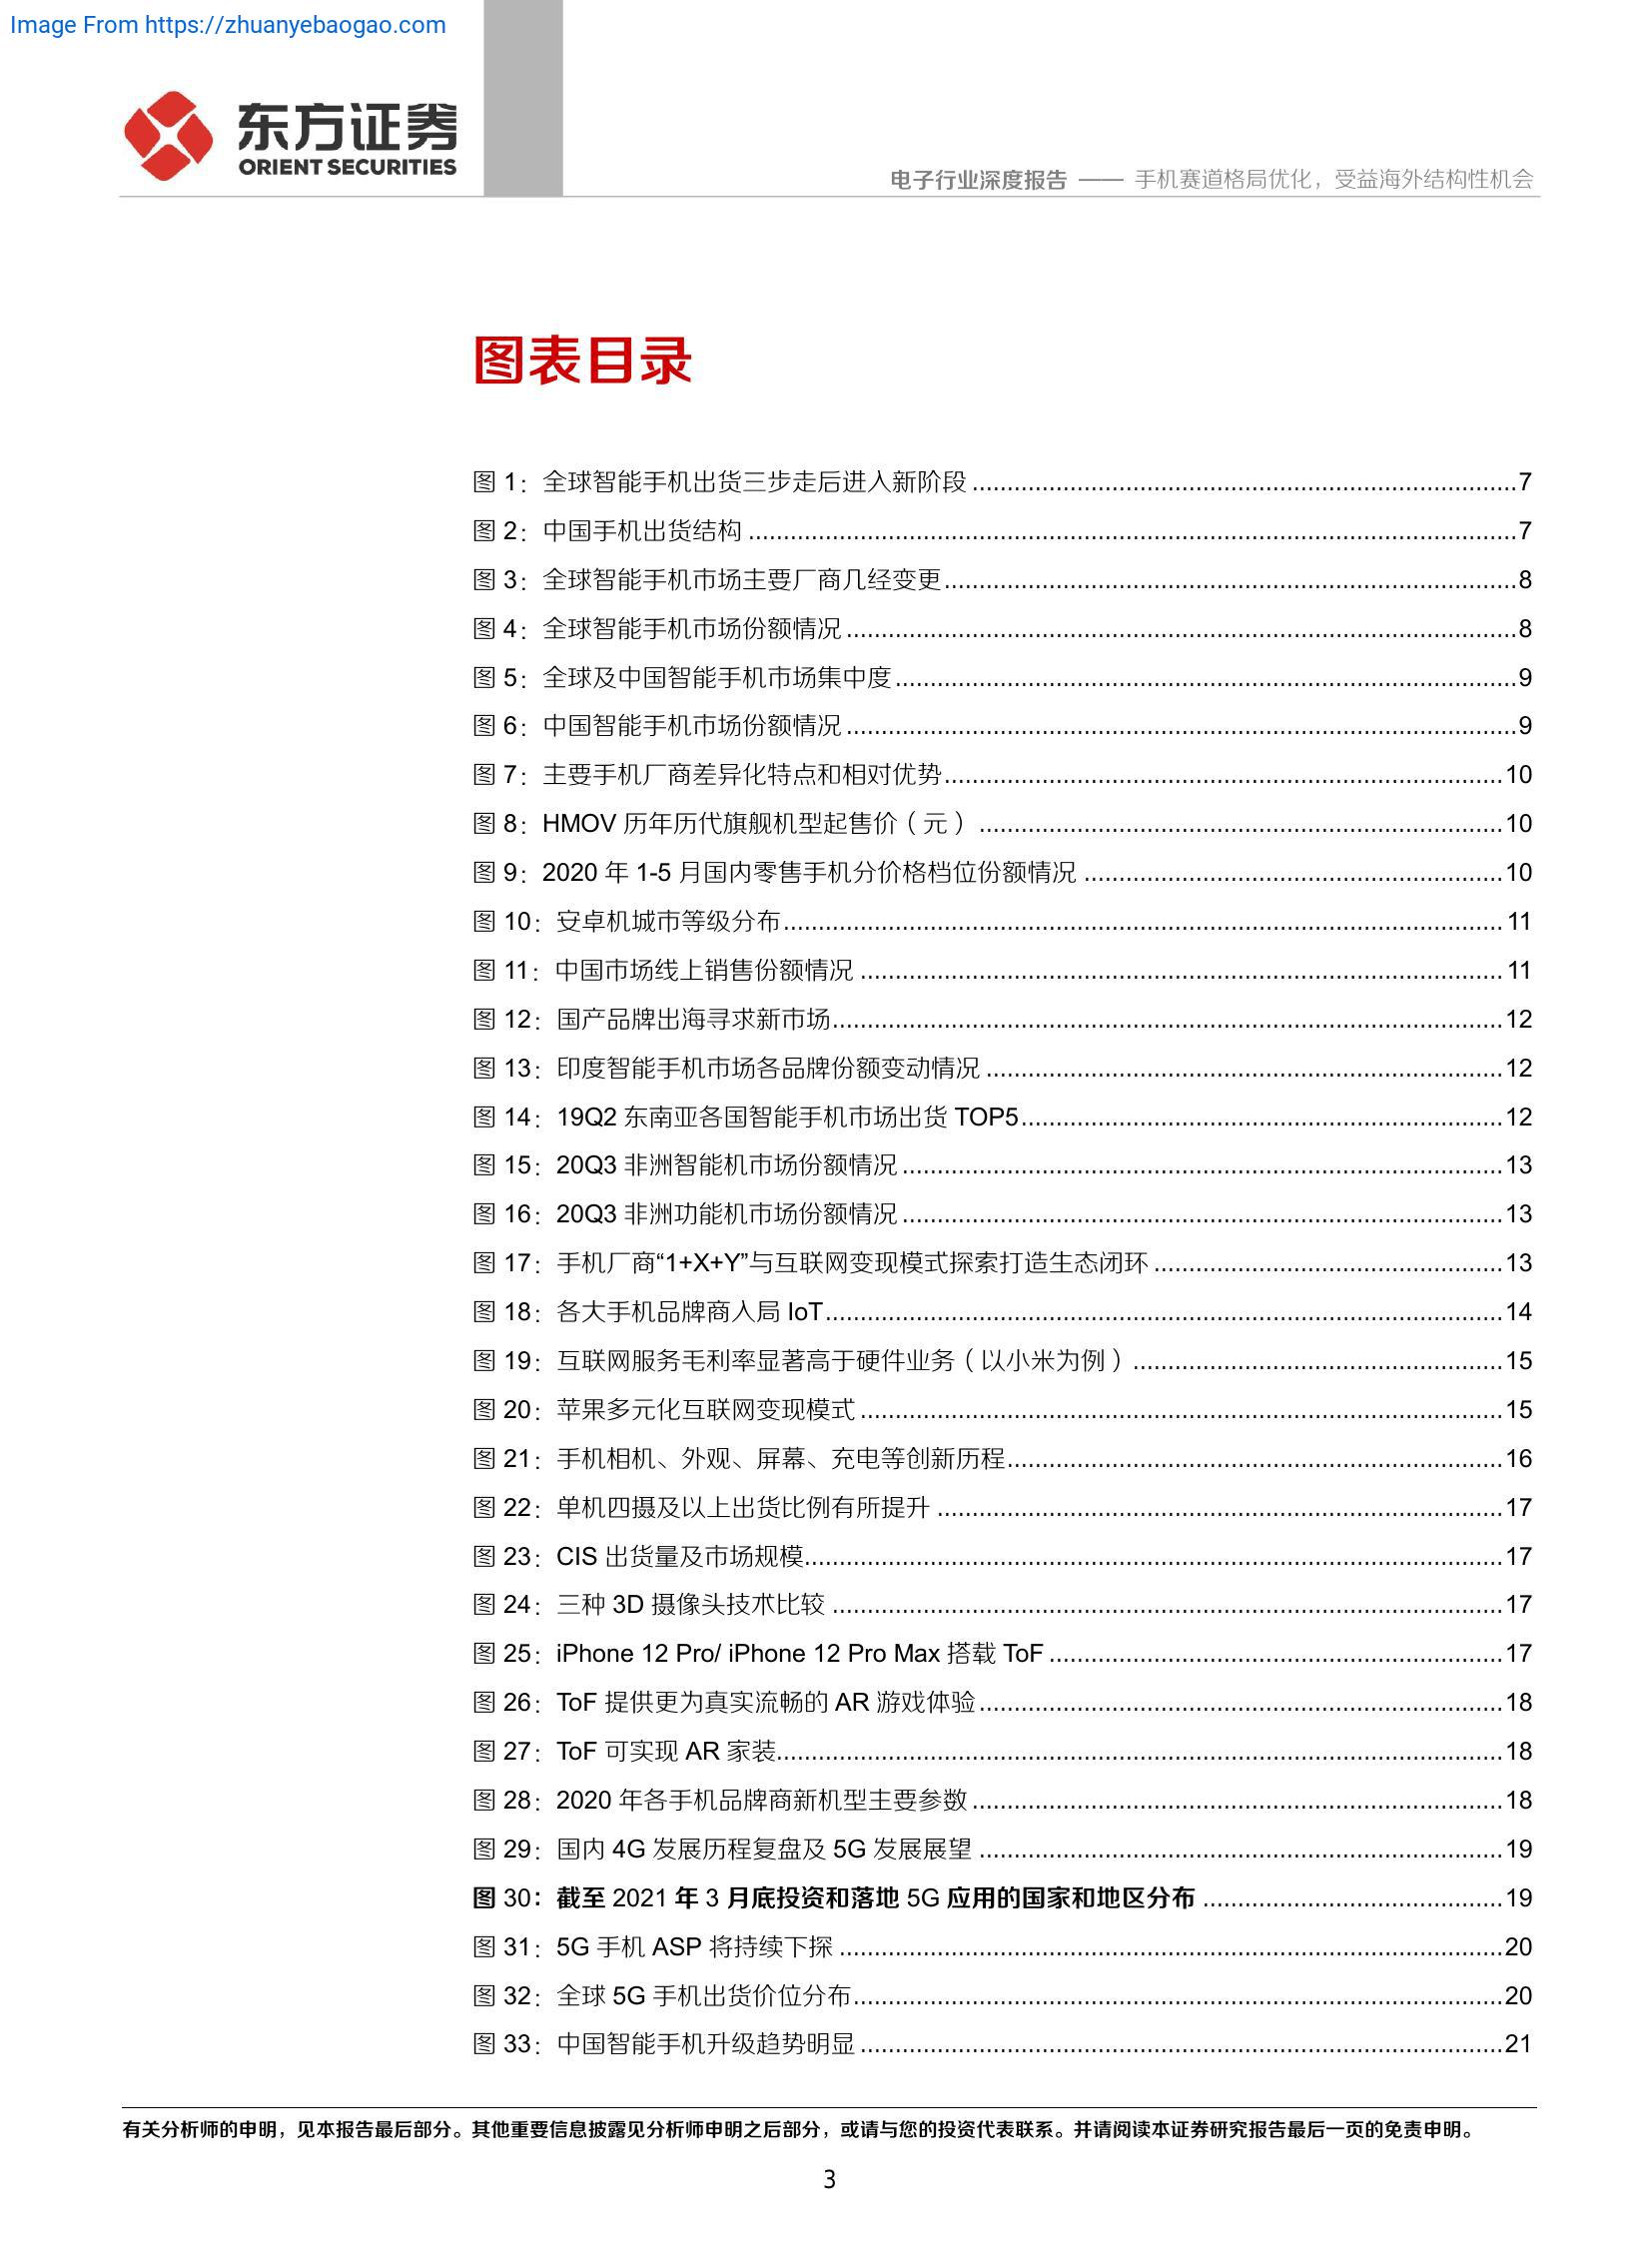 Image From https://zhuanyebaogao.com
东方证券
ORIENT SECURITIES
电子行业深度报告 —— 手机赛道格局优化，受益海外结构性机会
图表目录
图 1：全球智能手机出货三步走后进入新阶段 ........................................ 7
图 2：中国手机出货结构 ........................................ 7
图 3：全球智能手机市场主要厂商几经变更 ........................................ 8
图 4：全球智能手机市场份额情况 ........................................ 8
图 5：全球及中国智能手机市场集中度 ........................................ 9
图 6：中国智能手机市场份额情况 ........................................ 9
图 7：主要手机厂商差异化特点和相对优势 ........................................ 10
图 8：HMOV 历年历代旗舰机型起售价（元） ........................................ 10
图 9：2020 年 1-5 月国内零售手机分价格档位份额情况 ........................................ 10
图 10：安卓机城市等级分布 ........................................ 11
图 11：中国市场线上销售份额情况 ........................................ 11
图 12：国产品牌出海寻求新市场 ........................................ 12
图 13：印度智能手机市场各品牌份额变动情况 ........................................ 12
图 14：19Q2 东南亚各国智能手机市场出货 TOP5 ........................................ 12
图 15：20Q3 非洲智能机市场份额情况 ........................................ 13
图 16：20Q3 非洲功能机市场份额情况 ........................................ 13
图 17：手机厂商“1+X+Y”与互联网变现模式探索打造生态闭环 ........................................ 13
图 18：各大手机品牌商入局 IoT ........................................ 14
图 19：互联网服务毛利率显著高于硬件业务（以小米为例） ........................................ 15
图 20：苹果多元化互联网变现模式 ........................................ 15
图 21：手机相机、外观、屏幕、充电等创新历程 ........................................ 16
图 22：单机四摄及以上出货比例有所提升 ........................................ 17
图 23：CIS 出货量及市场规模 ........................................ 17
图 24：三种 3D 摄像头技术比较 ........................................ 17
图 25：iPhone 12 Pro/ iPhone 12 Pro Max 搭载 ToF ........................................ 17
图 26：ToF 提供更为真实流畅的 AR 游戏体验 ........................................ 18
图 27：ToF 可实现 AR 家装 ........................................ 18
图 28：2020 年各手机品牌商新机型主要参数 ........................................ 18
图 29：国内 4G 发展历程复盘及 5G 发展展望 ........................................ 19
图 30：截至 2021 年 3 月底投资和落地 5G 应用的国家和地区分布 ........................................ 19
图 31：5G 手机 ASP 将持续下探 ........................................ 20
图 32：全球 5G 手机出货价位分布 ........................................ 20
图 33：中国智能手机升级趋势明显 ........................................ 21
有关分析师的申明，见本报告最后部分。其他重要信息披露见分析师申明之后部分，或请与您的投资代表联系。并请阅读本证券研究报告最后一页的免责申明。
3